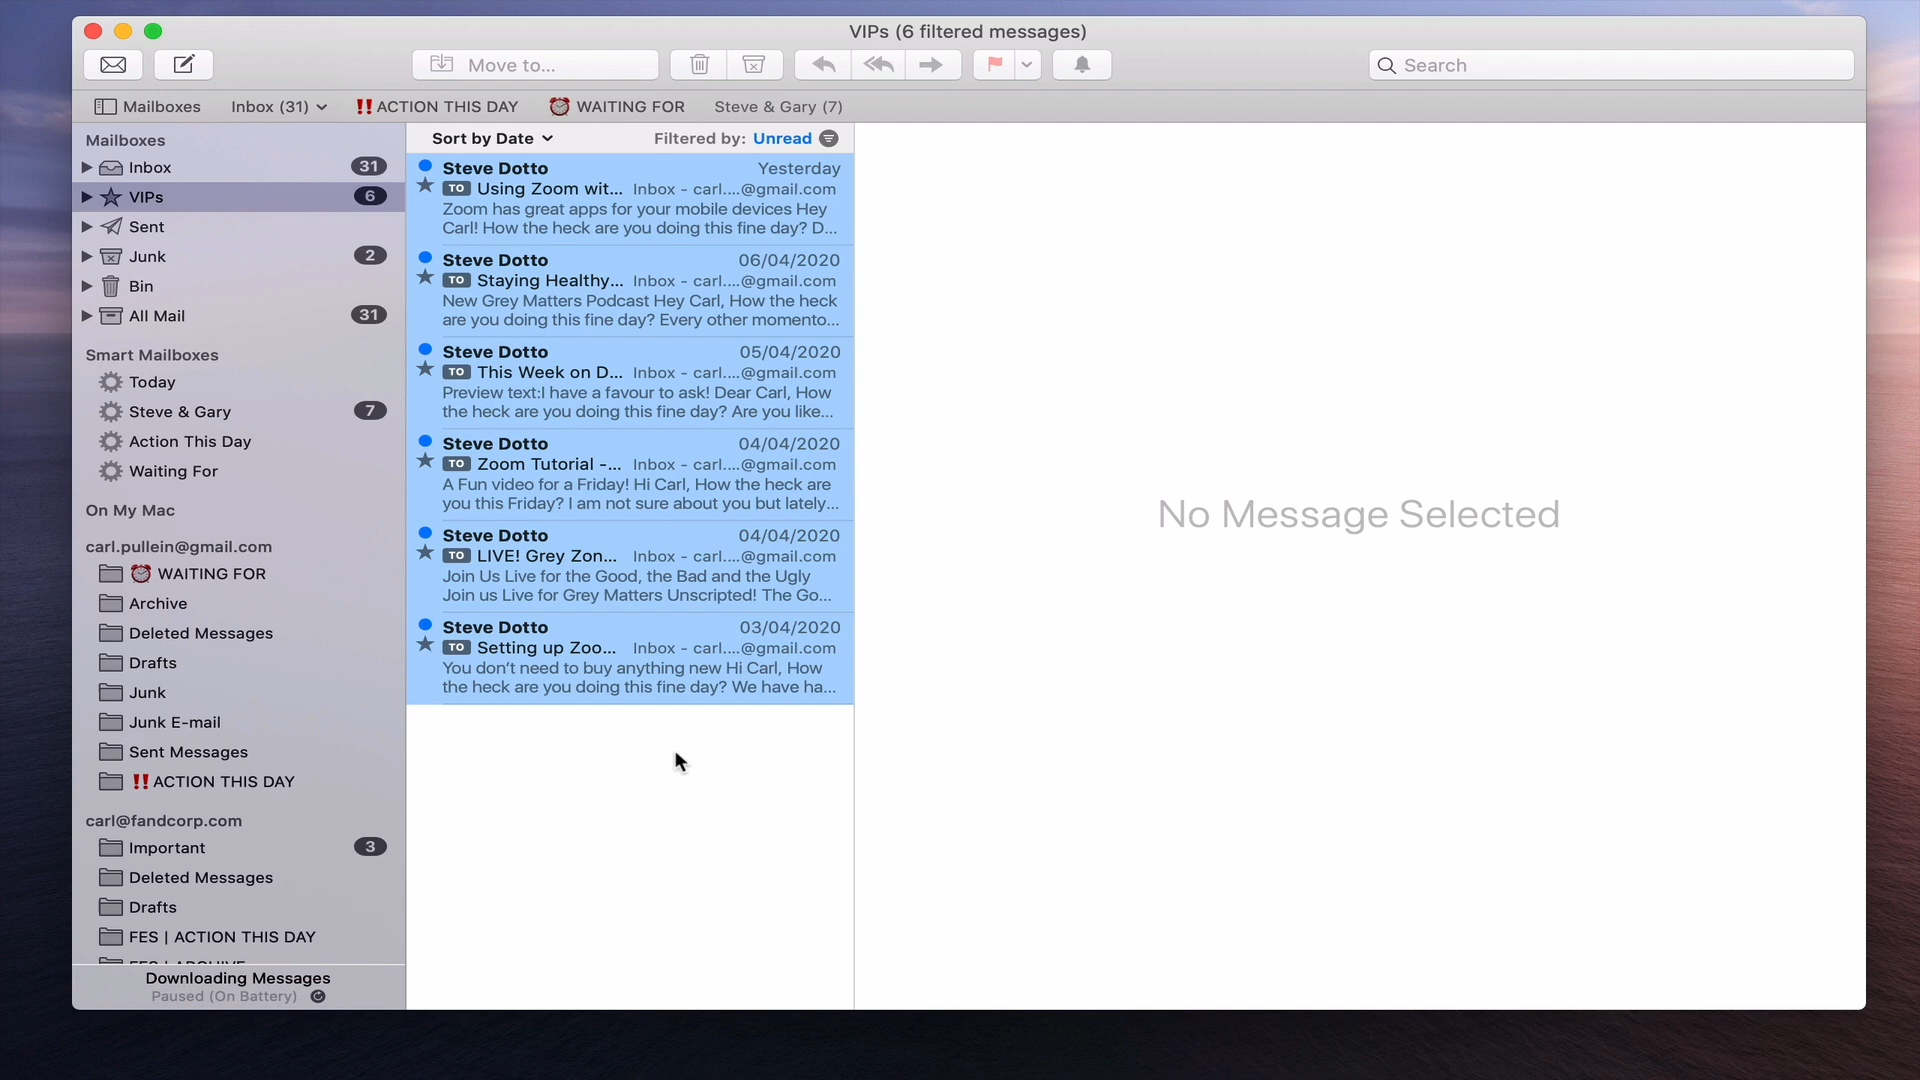 VIPs (6 filtered messages)
Move to...
Search
Mailboxes
Inbox (31)
‼️ACTION THIS DAY
⏰ WAITING FOR
Steve & Gary (7)
Mailboxes
Inbox 31
VIPs 6
Sent
Junk 2
Bin
All Mail 31
Smart Mailboxes
Today
Steve & Gary 7
Action This Day
Waiting For
On My Mac
carl.pullein@gmail.com
⏰ WAITING FOR
Archive
Deleted Messages
Drafts
Junk
Junk E-mail
Sent Messages
‼️ACTION THIS DAY
carl@fandcorp.com
Important 3
Deleted Messages
Drafts
FES | ACTION THIS DAY
Downloading Messages
Paused (On Battery)
Sort by Date Filtered by: Unread
Steve Dotto Yesterday
TO Using Zoom wit... Inbox - carl....@gmail.com
Zoom has great apps for your mobile devices Hey
Carl! How the heck are you doing this fine day? D...
Steve Dotto 06/04/2020
TO Staying Healthy... Inbox - carl....@gmail.com
New Grey Matters Podcast Hey Carl, How the heck
are you doing this fine day? Every other momento...
Steve Dotto 05/04/2020
TO This Week on D... Inbox - carl....@gmail.com
Preview text:I have a favour to ask! Dear Carl, How
the heck are you doing this fine day? Are you like...
Steve Dotto 04/04/2020
TO Zoom Tutorial -... Inbox - carl....@gmail.com
A Fun video for a Friday! Hi Carl, How the heck are
you this Friday? I am not sure about you but lately...
Steve Dotto 04/04/2020
TO LIVE! Grey Zon... Inbox - carl....@gmail.com
Join Us Live for the Good, the Bad and the Ugly
Join us Live for Grey Matters Unscripted! The Go...
Steve Dotto 03/04/2020
TO Setting up Zoo... Inbox - carl....@gmail.com
You don't need to buy anything new Hi Carl, How
the heck are you doing this fine day? We have ha...
No Message Selected